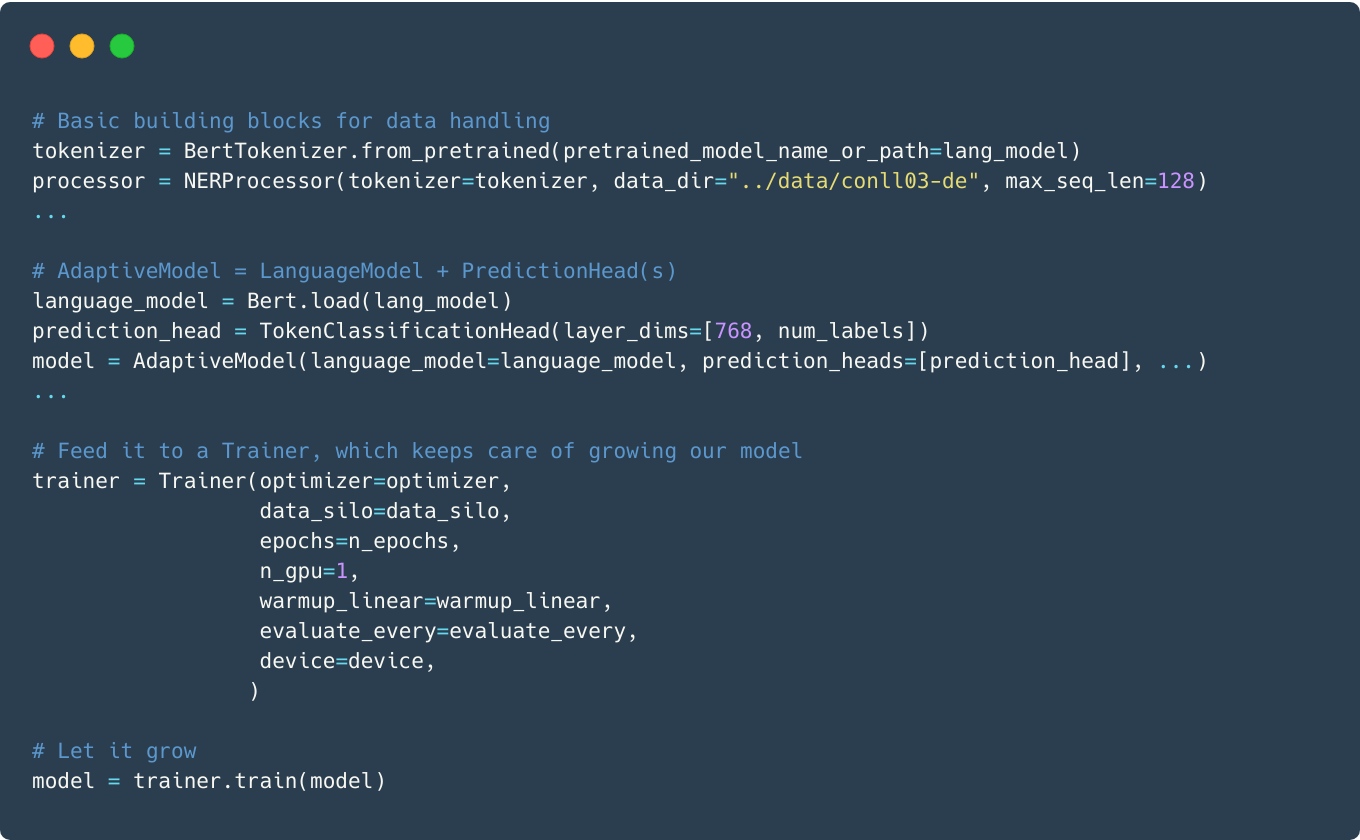 # Basic building blocks for data handling
tokenizer = BertTokenizer.from_pretrained(pretrained_model_name_or_path=lang_model)
processor = NERProcessor(tokenizer=tokenizer, data_dir="../data/conll03-de", max_seq_len=128)
...
# AdaptiveModel = LanguageModel + PredictionHead(s)
language_model = Bert.load(lang_model)
prediction_head = TokenClassificationHead(layer_dims=[768, num_labels])
model = AdaptiveModel(language_model=language_model, prediction_heads=[prediction_head], ...)
...
# Feed it to a Trainer, which keeps care of growing our model
trainer = Trainer(optimizer=optimizer,
                  data_silo=data_silo,
                  epochs=n_epochs,
                  n_gpu=1,
                  warmup_linear=warmup_linear,
                  evaluate_every=evaluate_every,
                  device=device,
                 )
# Let it grow
model = trainer.train(model)